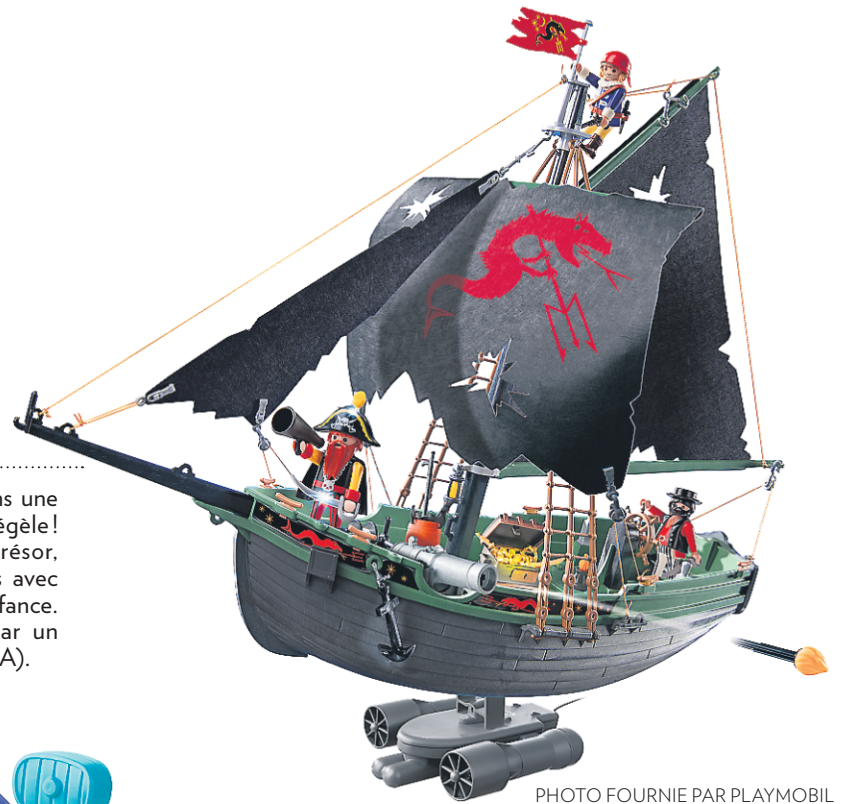 ns une
égèle!
résor,
s avec
fance.
ar un
A).
PHOTO FOURNIE PAR PLAYMOBIL